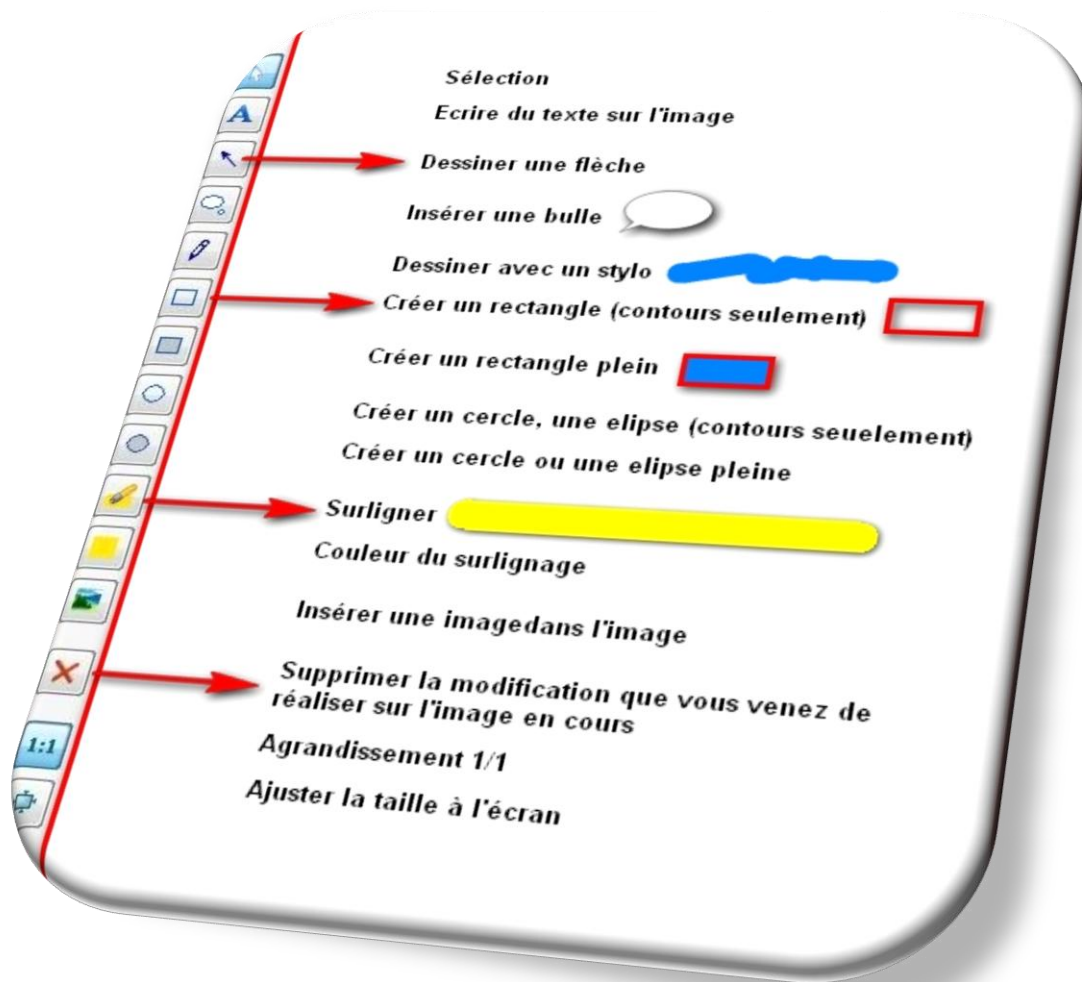 Sélection
A
Ecrire du texte sur l'image
Dessiner une flèche
Insérer une bulle
Dessiner avec un stylo
Créer un rectangle (contours seulement)
Créer un rectangle plein
Créer un cercle, une elipse (contours seuelement)
Créer un cercle ou une elipse pleine
Surligner
Couleur du surlignage
Insérer une imagedans l'image
Supprimer la modification que vous venez de
réaliser sur l'image en cours
1:1
Agrandissement 1/1
Ajuster la taille à l'écran